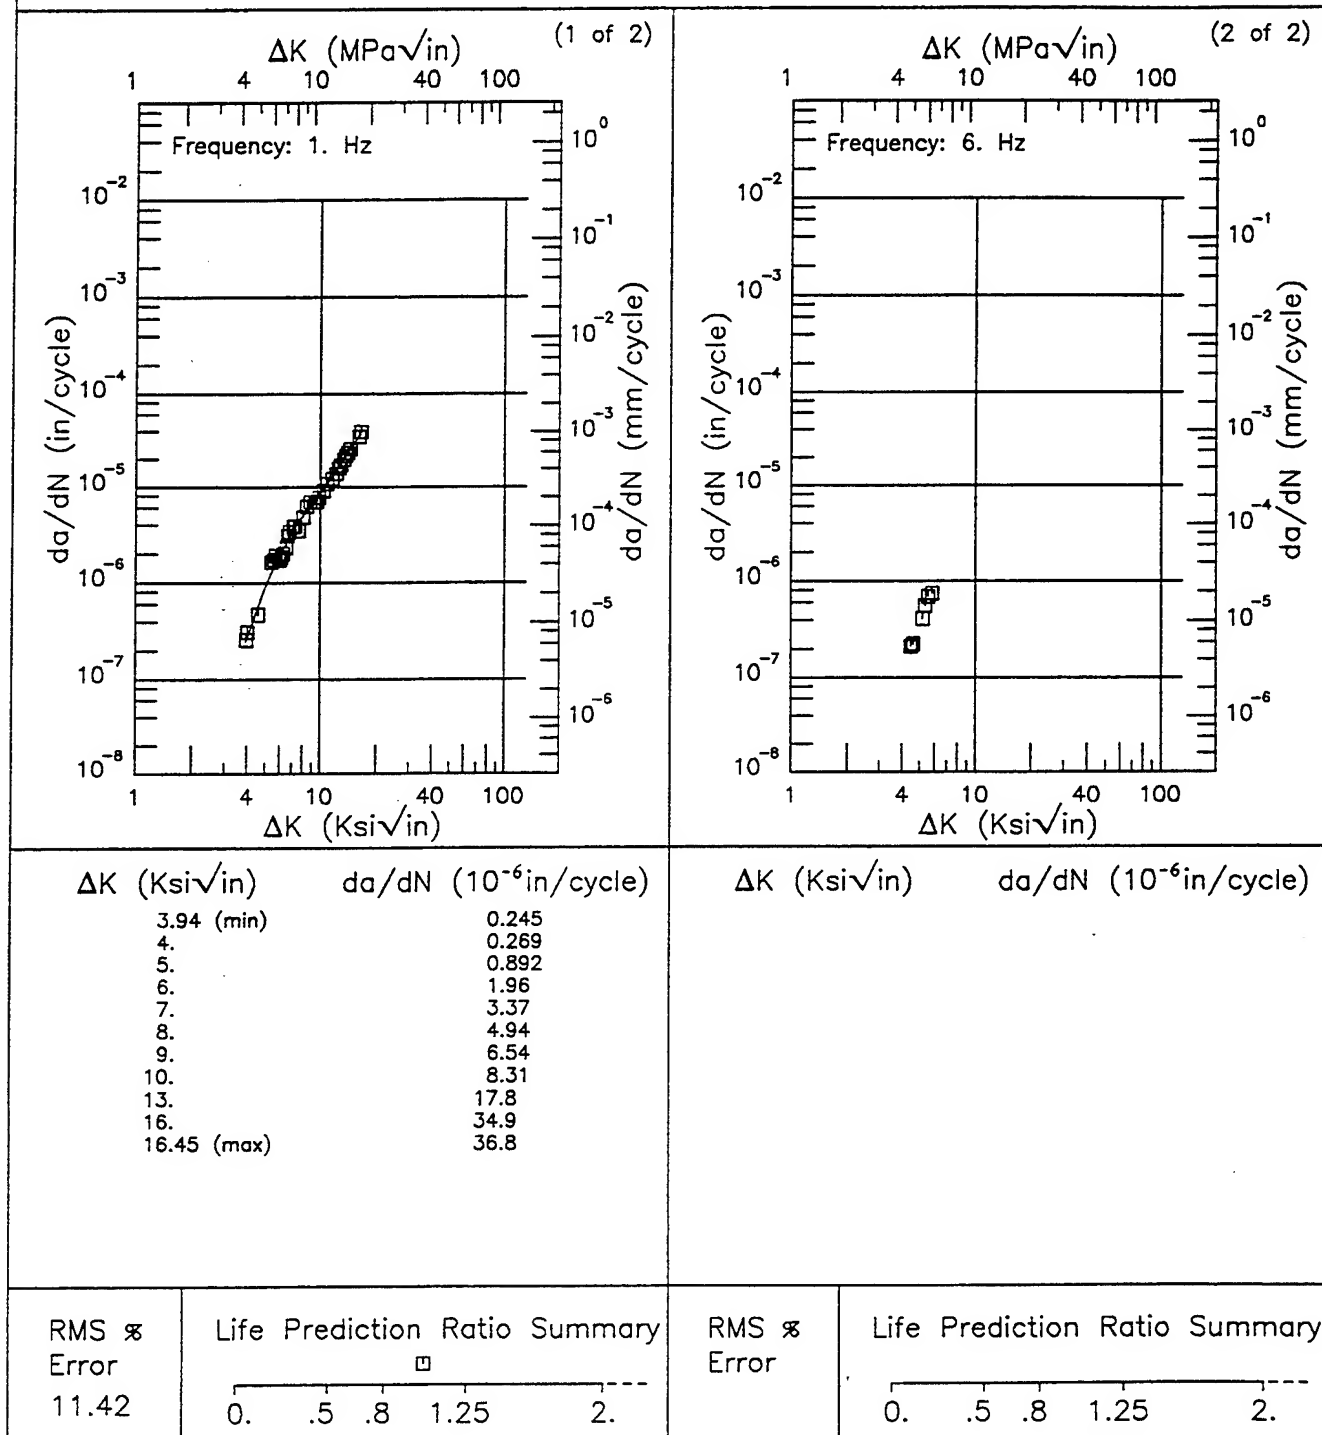 (1 of 2)
ΔK (MPa√in)
1 4 10 40 100
Frequency: 1. Hz
10⁻²
10⁻³
10⁻⁴
10⁻⁵
10⁻⁶
10⁻⁷
10⁻⁸
da/dN (in/cycle)
10⁰
10⁻¹
10⁻²
10⁻³
10⁻⁴
10⁻⁵
10⁻⁶
da/dN (mm/cycle)
1 4 10 40 100
ΔK (Ksi√in)
(2 of 2)
ΔK (MPa√in)
1 4 10 40 100
Frequency: 6. Hz
10⁻²
10⁻³
10⁻⁴
10⁻⁵
10⁻⁶
10⁻⁷
10⁻⁸
da/dN (in/cycle)
10⁰
10⁻¹
10⁻²
10⁻³
10⁻⁴
10⁻⁵
10⁻⁶
da/dN (mm/cycle)
1 4 10 40 100
ΔK (Ksi√in)
ΔK (Ksi√in) da/dN (10⁻⁶in/cycle)
3.94 (min) 0.245
4. 0.269
5. 0.892
6. 1.96
7. 3.37
8. 4.94
9. 6.54
10. 8.31
13. 17.8
16. 34.9
16.45 (max) 36.8
ΔK (Ksi√in) da/dN (10⁻⁶in/cycle)
RMS %
Error
11.42
Life Prediction Ratio Summary
0. .5 .8 1.25 2.
RMS %
Error
Life Prediction Ratio Summary
0. .5 .8 1.25 2.